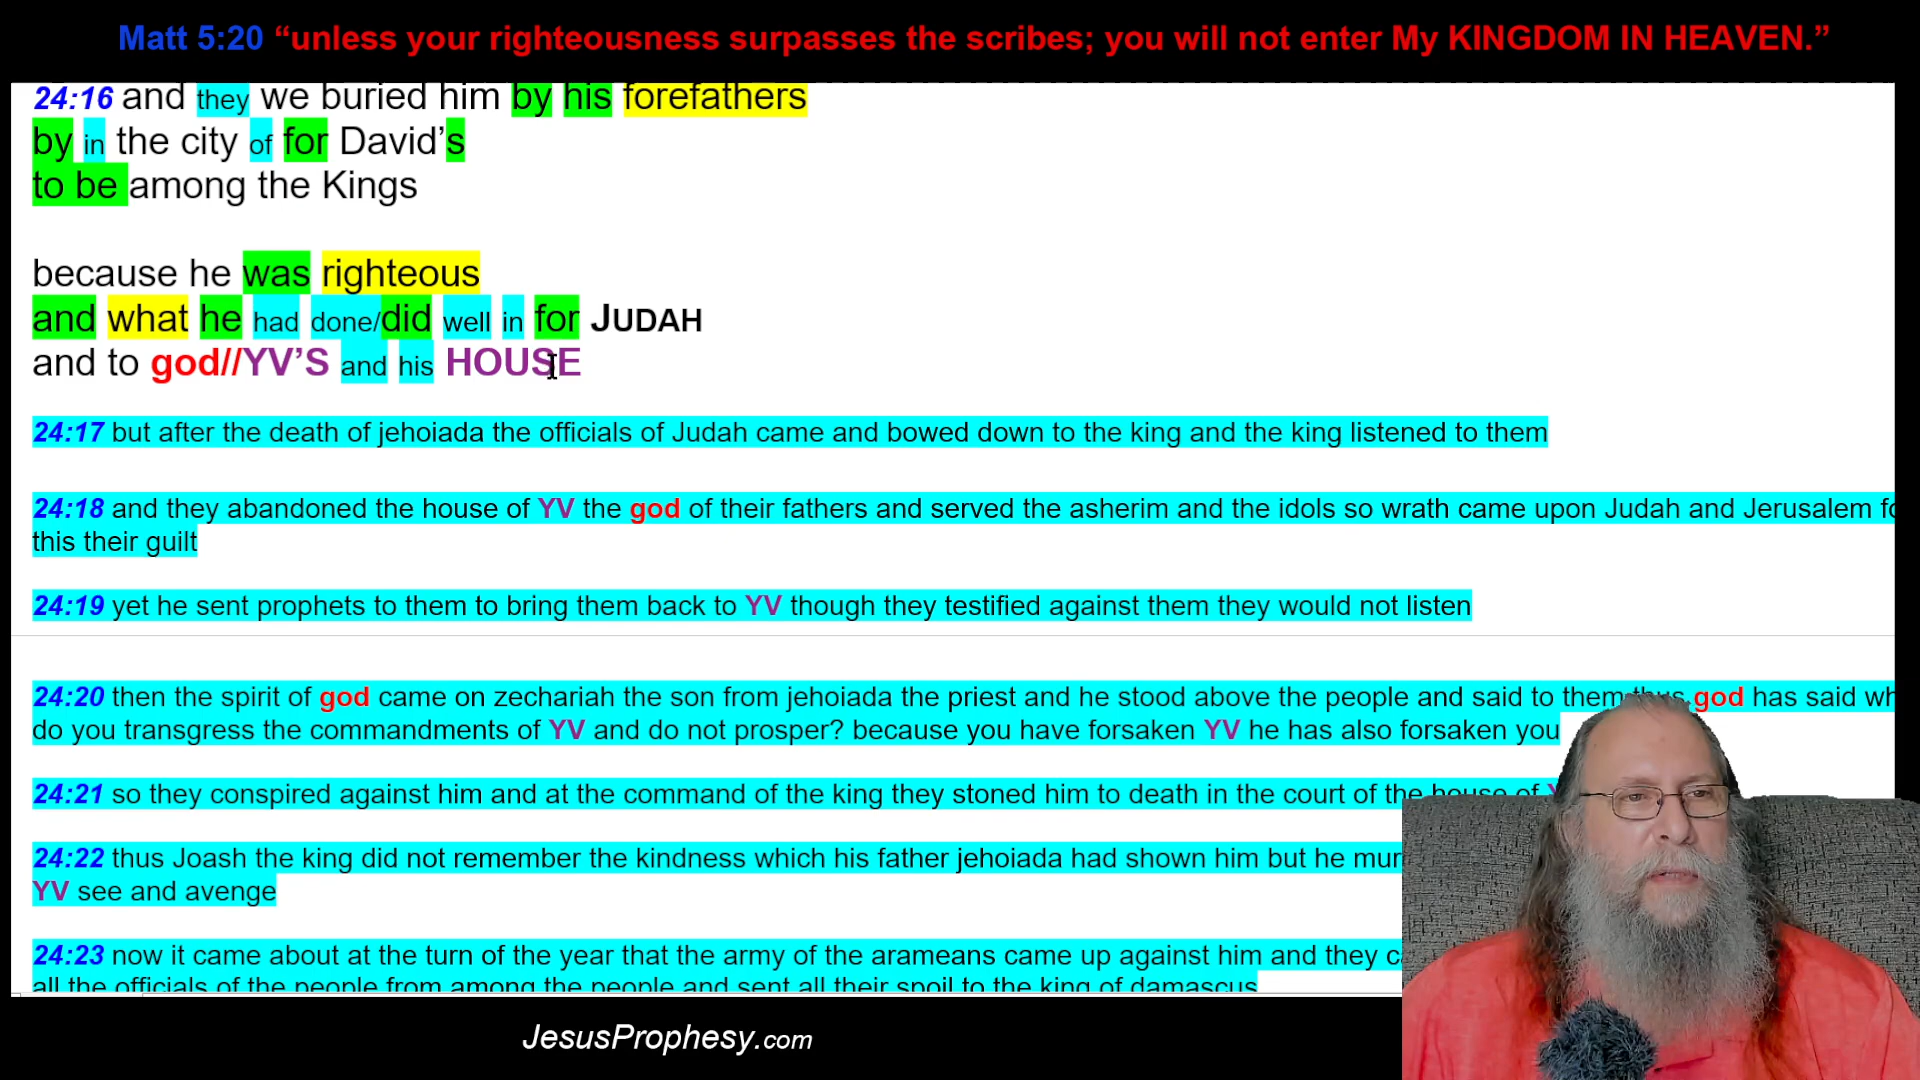 Matt 5:20 “unless your righteousness surpasses the scribes; you will not enter My KINGDOM IN HEAVEN.”
24:16 and they we buried him by his forefathers
by in the city of for David’s
to be among the Kings
because he was righteous
and what he had done/did well in for JUDAH
and to god//YV’S and his HOUSE
24:17 but after the death of jehoiada the officials of Judah came and bowed down to the king and the king listened to them
24:18 and they abandoned the house of YV the god of their fathers and served the asherim and the idols so wrath came upon Judah and Jerusalem
this their guilt
24:19 yet he sent prophets to them to bring them back to YV though they testified against them they would not listen
24:20 then the spirit of god came on zechariah the son from jehoiada the priest and he stood above the people and said to them thus god has said
do you transgress the commandments of YV and do not prosper? because you have forsaken YV he has also forsaken you
24:21 so they conspired against him and at the command of the king they stoned him to death in the court of the house of
24:22 thus Joash the king did not remember the kindness which his father jehoiada had shown him but he
YV see and avenge
24:23 now it came about at the turn of the year that the army of the arameans came up against him and they
all the officials of the people from among the people and sent all their spoil to the king of damascus
JesusProphesy.com